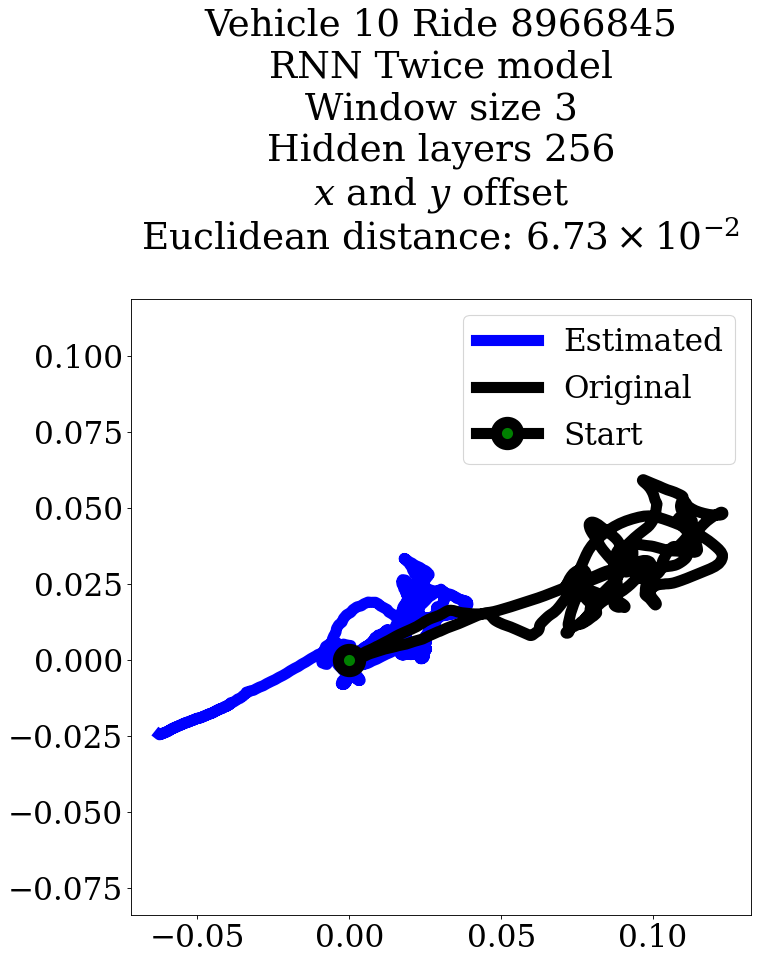 Vehicle 10 Ride 8966845
RNN Twice model
Window size 3
Hidden layers 256
x and y offset
Euclidean distance: 6.73 × 10⁻²
Estimated
Original
Start
0.100
0.075
0.050
0.025
0.000
−0.025
−0.050
−0.075
−0.05 0.00 0.05 0.10